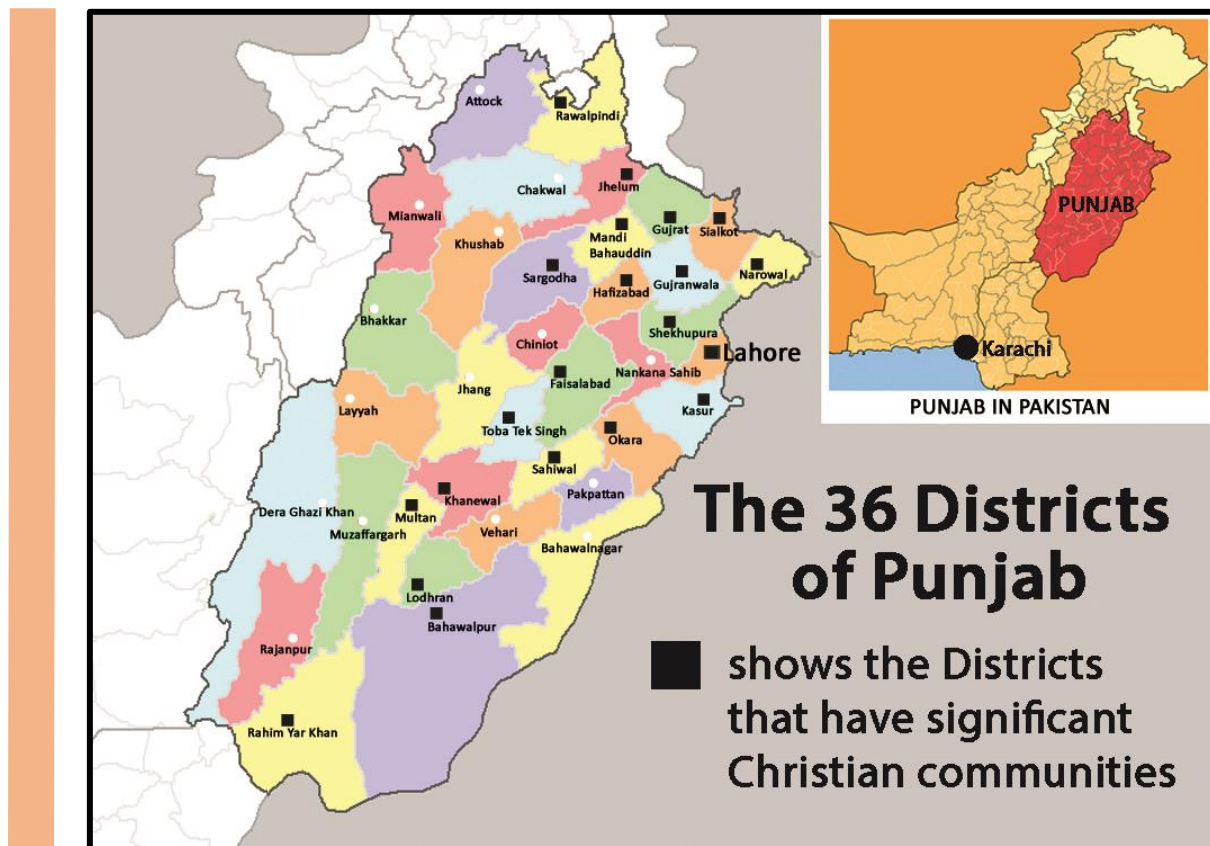 Attock
Rawalpindi
Chakwal
Jhelum
Mianwali
Gujrat
Sialkot
Khushab
Mandi
Bahauddin
Sargodha
Gujranwala
Narowal
Hafizabad
Bhakkar
Chiniot
Shekhupura
Lahore
Nankana Sahib
Faisalabad
Jhang
Layyah
Kasur
Toba Tek Singh
Okara
Sahiwal
Khanewal
Pakpattan
Dera Ghazi Khan
Multan
Muzaffargarh
Vehari
Bahawalnagar
Lodhran
Bahawalpur
Rajanpur
Rahim Yar Khan
PUNJAB
Karachi
PUNJAB IN PAKISTAN
The 36 Districts
of Punjab
shows the Districts
that have significant
Christian communities